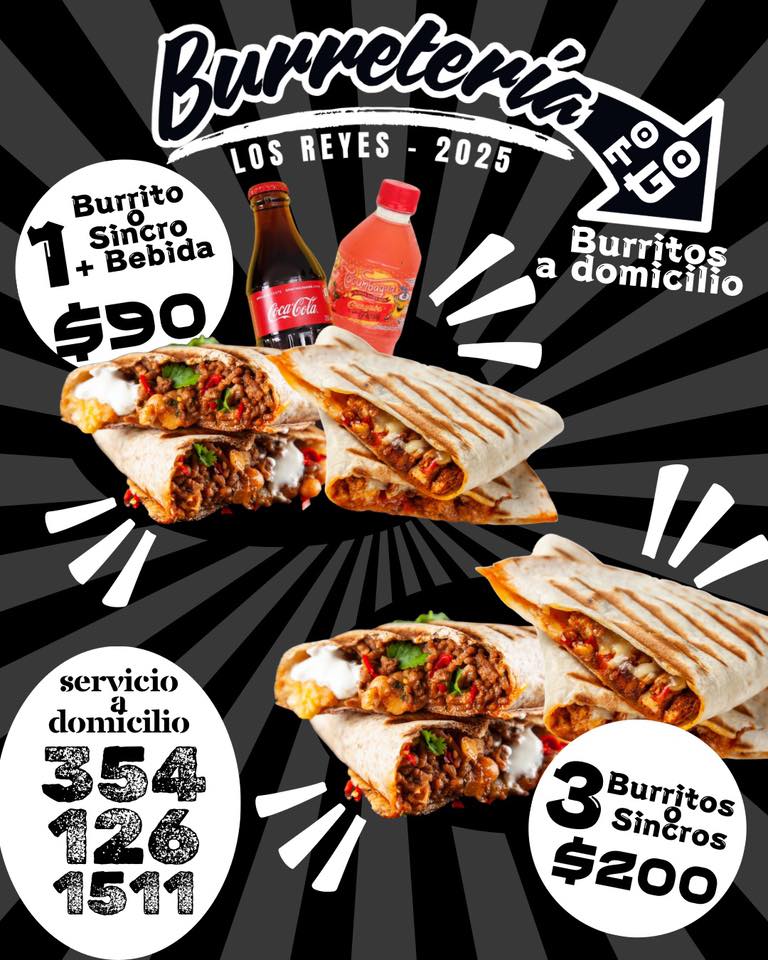 Burretería
LOS REYES - 2025
TO GO
Burritos
a domicilio
1 Burrito
o
Sincro
+ Bebida
$90
Coca-Cola
servicio
a
domicilio
354
126
1511
3 Burritos
o
Sincros
$200